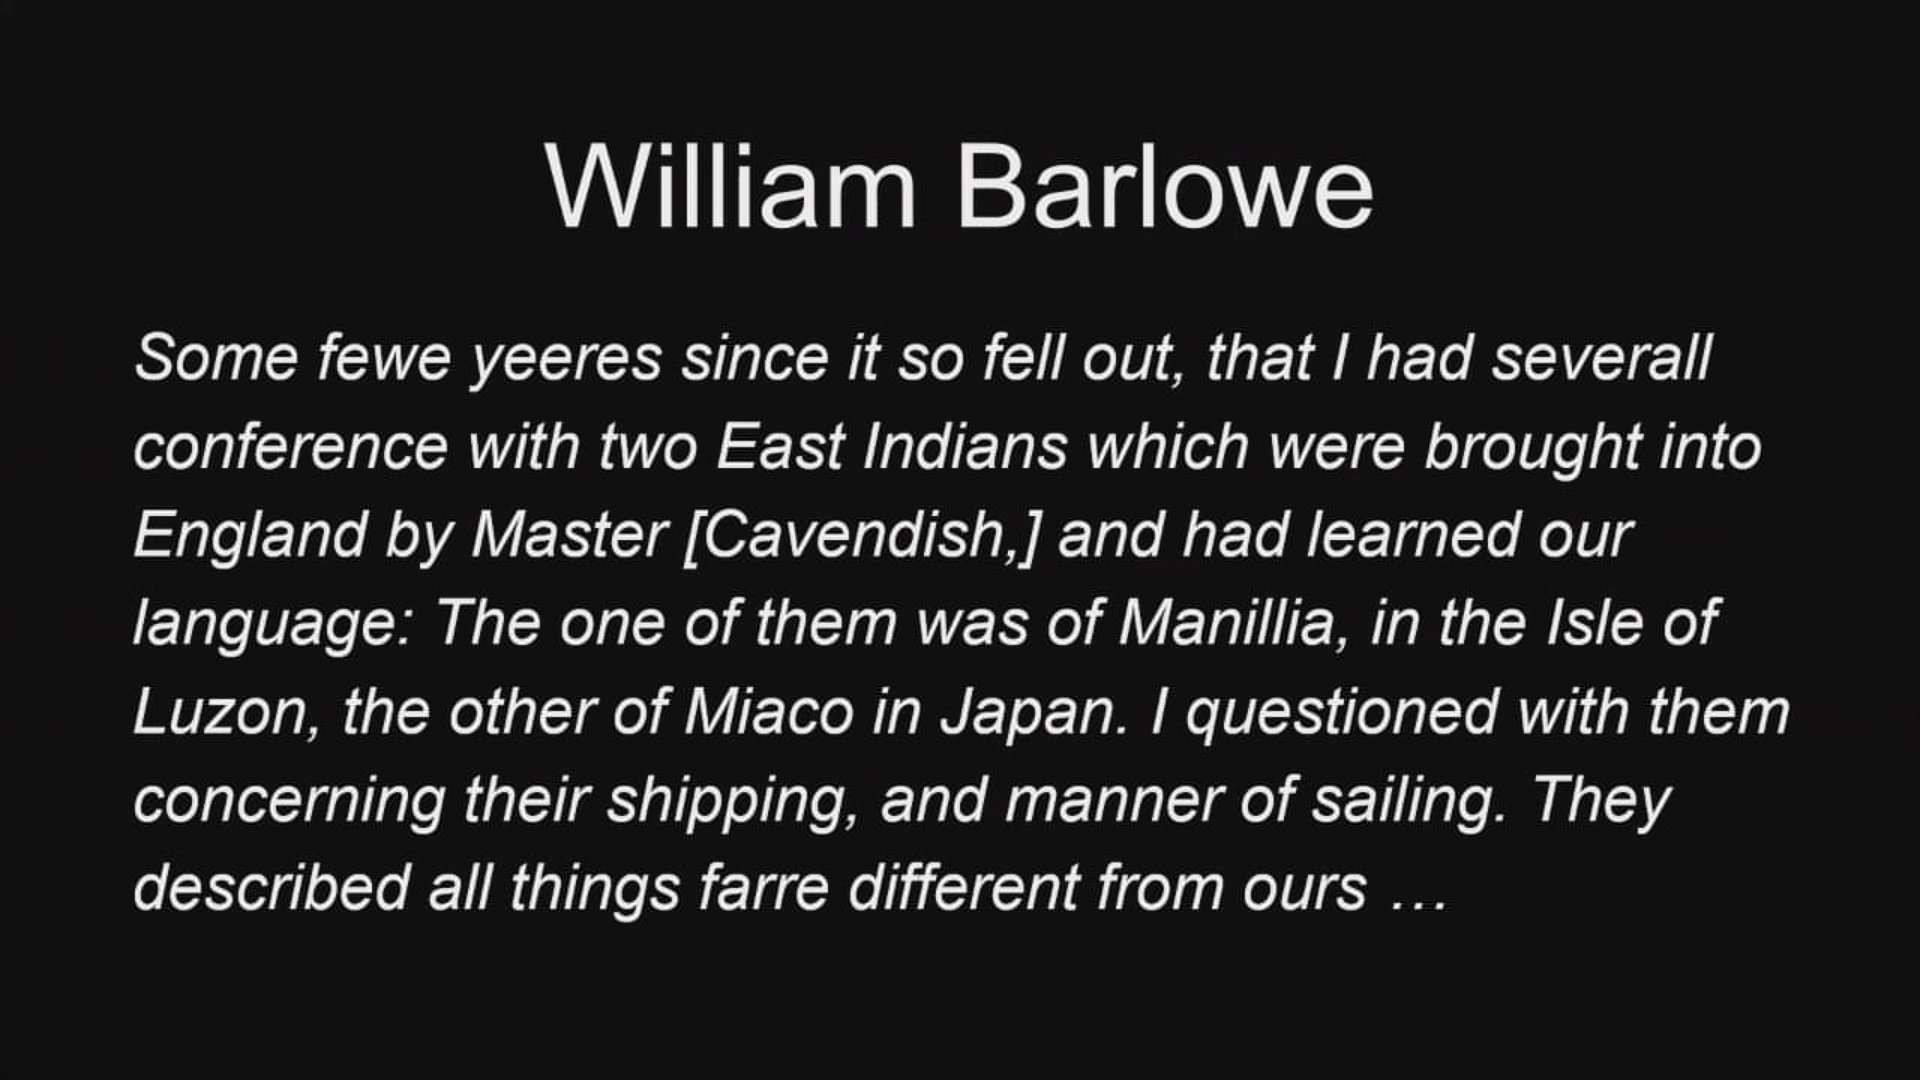 William Barlowe
Some fewe yeeres since it so fell out, that I had severall
conference with two East Indians which were brought into
England by Master [Cavendish,] and had learned our
language: The one of them was of Manillia, in the Isle of
Luzon, the other of Miaco in Japan. I questioned with them
concerning their shipping, and manner of sailing. They
described all things farre different from ours …